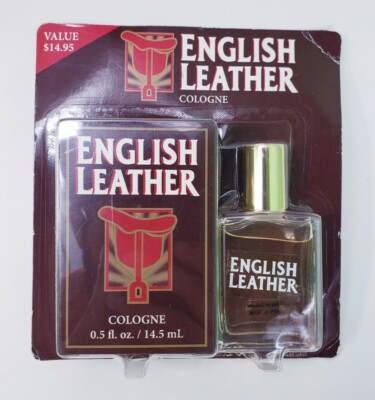 VALUE
$14.95
ENGLISH
LEATHER
COLOGNE
ENGLISH
LEATHER
COLOGNE
0.5 fl. oz. / 14.5 mL
ENGLISH
LEATHER